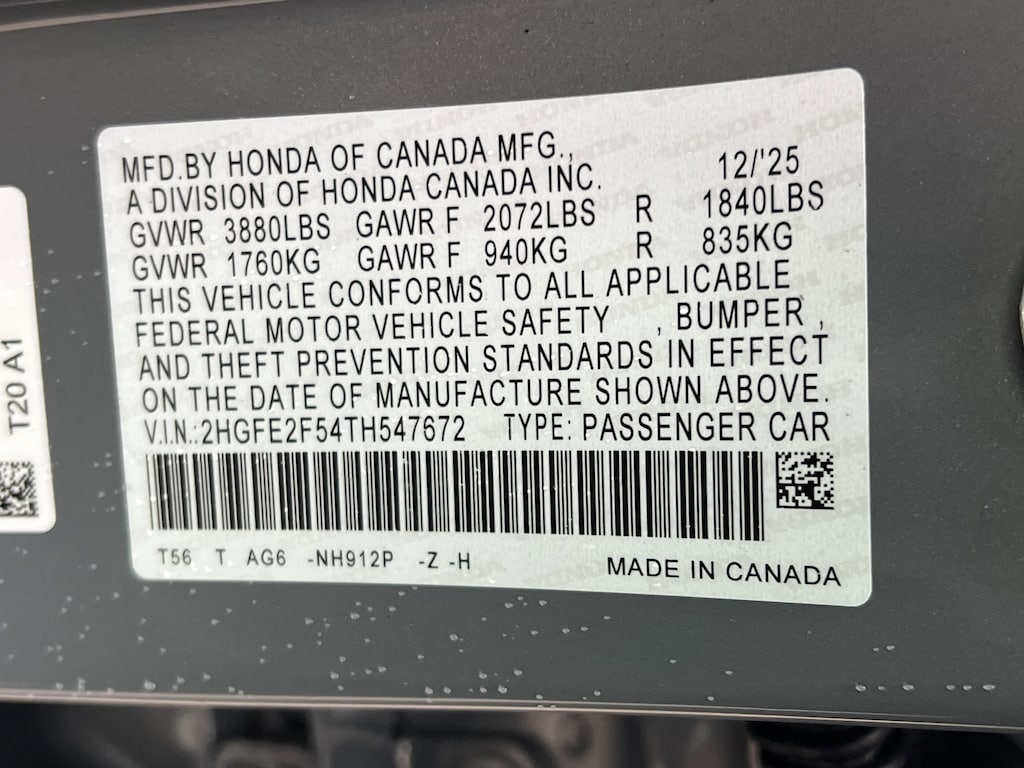 MFD.BY HONDA OF CANADA MFG.,
A DIVISION OF HONDA CANADA INC. 12/'25
GVWR 3880LBS GAWR F 2072LBS R 1840LBS
GVWR 1760KG GAWR F 940KG R 835KG
THIS VEHICLE CONFORMS TO ALL APPLICABLE
FEDERAL MOTOR VEHICLE SAFETY , BUMPER ,
AND THEFT PREVENTION STANDARDS IN EFFECT
ON THE DATE OF MANUFACTURE SHOWN ABOVE.
V.I.N.:2HGFE2F54TH547672 TYPE: PASSENGER CAR
T56 T AG6 -NH912P -Z -H MADE IN CANADA
T20 A1